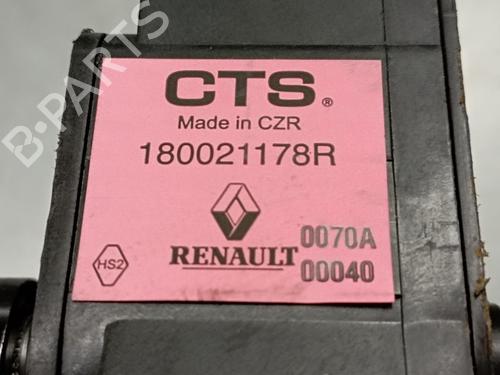 CTS®
Made in CZR
180021178R
RENAULT
0070A
00040
HS2
B-PARTS